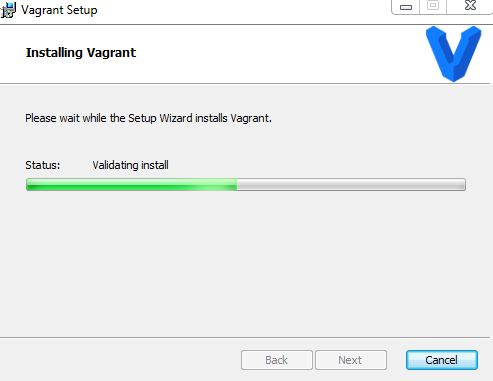 Vagrant Setup
Installing Vagrant
Please wait while the Setup Wizard installs Vagrant.
Status: Validating install
Back Next Cancel